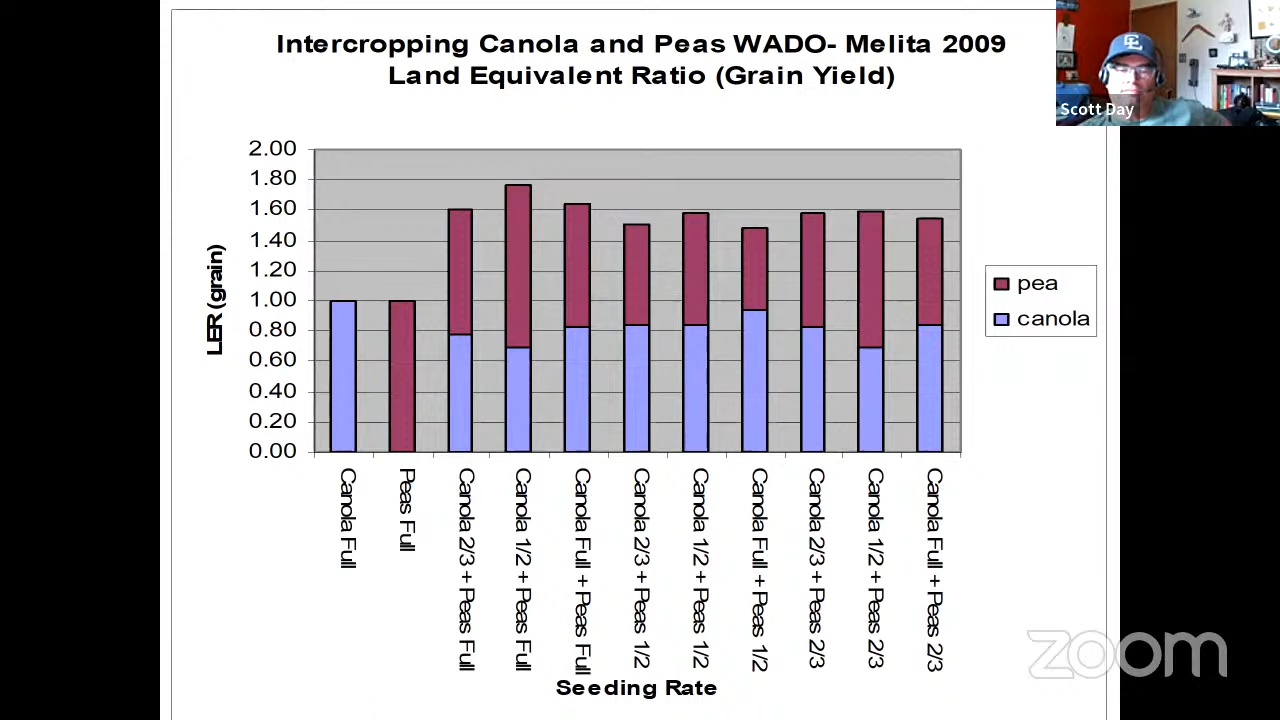 Intercropping Canola and Peas WADO- Melita 2009
Land Equivalent Ratio (Grain Yield)
Scott Day
2.00
1.80
1.60
1.40
1.20
1.00
0.80
0.60
0.40
0.20
0.00
LER (grain)
pea
canola
Canola Full
Peas Full
Canola 2/3 + Peas Full
Canola 1/2 + Peas Full
Canola Full + Peas Full
Canola 2/3 + Peas 1/2
Canola 1/2 + Peas 1/2
Canola Full + Peas 1/2
Canola 2/3 + Peas 2/3
Canola 1/2 + Peas 2/3
Canola Full + Peas 2/3
Seeding Rate
zoom